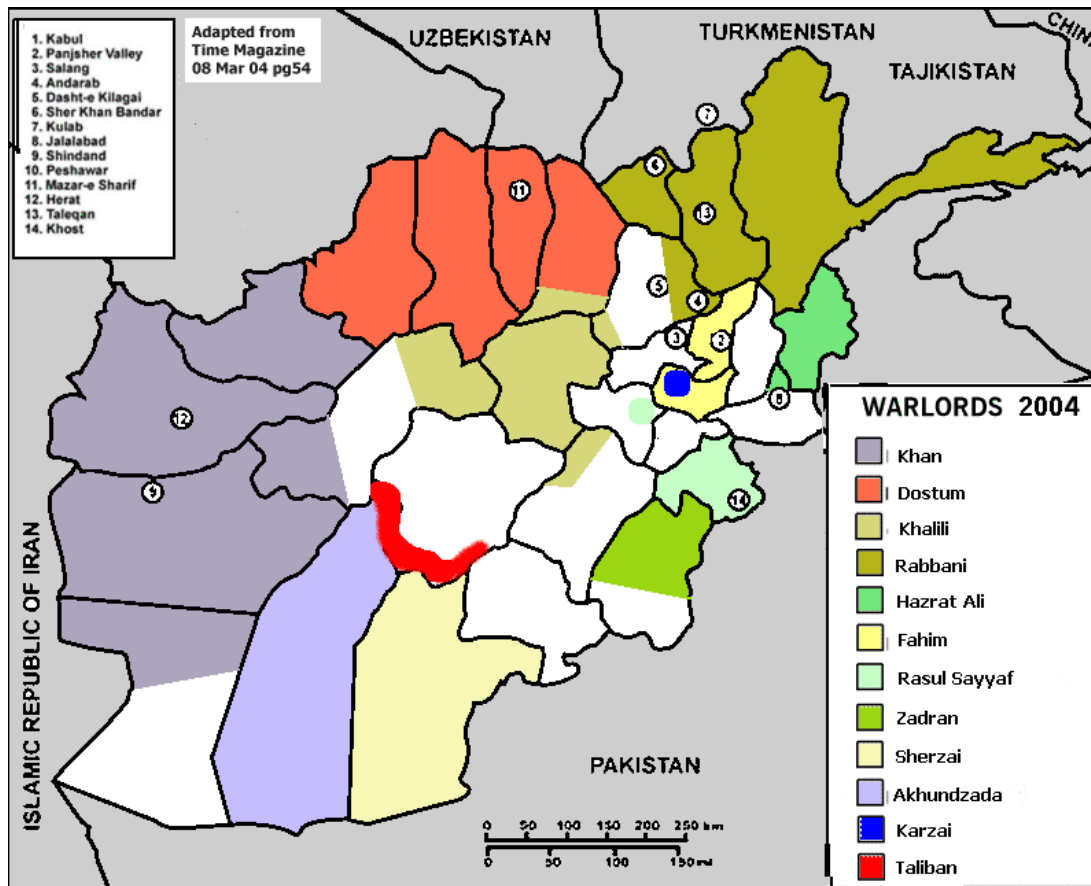 1. Kabul
2. Panjsher Valley
3. Salang
4. Andarab
5. Dasht-e Kilagai
6. Sher Khan Bandar
7. Kulab
8. Jalalabad
9. Shindand
10. Peshawar
11. Mazar-e Sharif
12. Herat
13. Taleqan
14. Khost
Adapted from
Time Magazine
08 Mar 04 pg54
UZBEKISTAN
TURKMENISTAN
TAJIKISTAN
7
6
11
13
5
4
3
2
8
12
9
14
ISLAMIC REPUBLIC OF IRAN
PAKISTAN
0 50 100 150 200 250 km
0 50 100 150 mi
WARLORDS 2004
Khan
Dostum
Khalili
Rabbani
Hazrat Ali
Fahim
Rasul Sayyaf
Zadran
Sherzai
Akhundzada
Karzai
Taliban